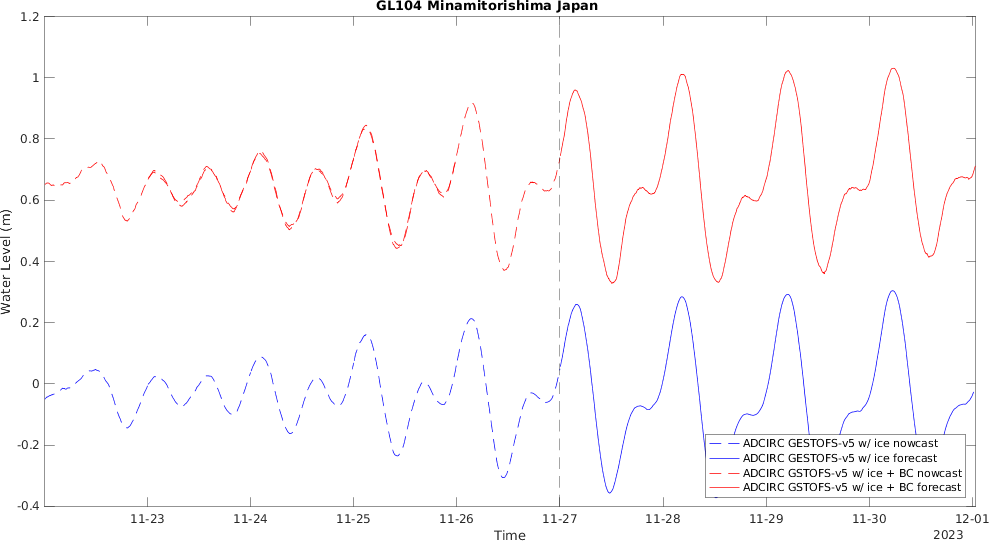 GL104 Minamitorishima Japan
1.2
1
0.8
0.6
0.4
0.2
0
-0.2
-0.4
Water Level (m)
11-23
11-24
11-25
11-26
11-27
11-28
11-29
11-30
12-01
Time
2023
ADCIRC GESTOFS-v5 w/ ice nowcast
ADCIRC GESTOFS-v5 w/ ice forecast
ADCIRC GSTOFS-v5 w/ ice + BC nowcast
ADCIRC GSTOFS-v5 w/ ice + BC forecast